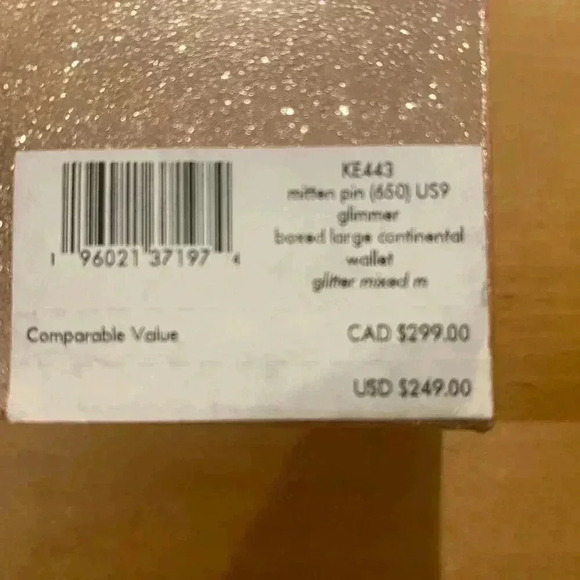 KE443
mitten pin (650) US9
glimmer
boxed large continental
wallet
glitter mixed m
1 96021 37197 4
Comparable Value CAD $299.00
USD $249.00